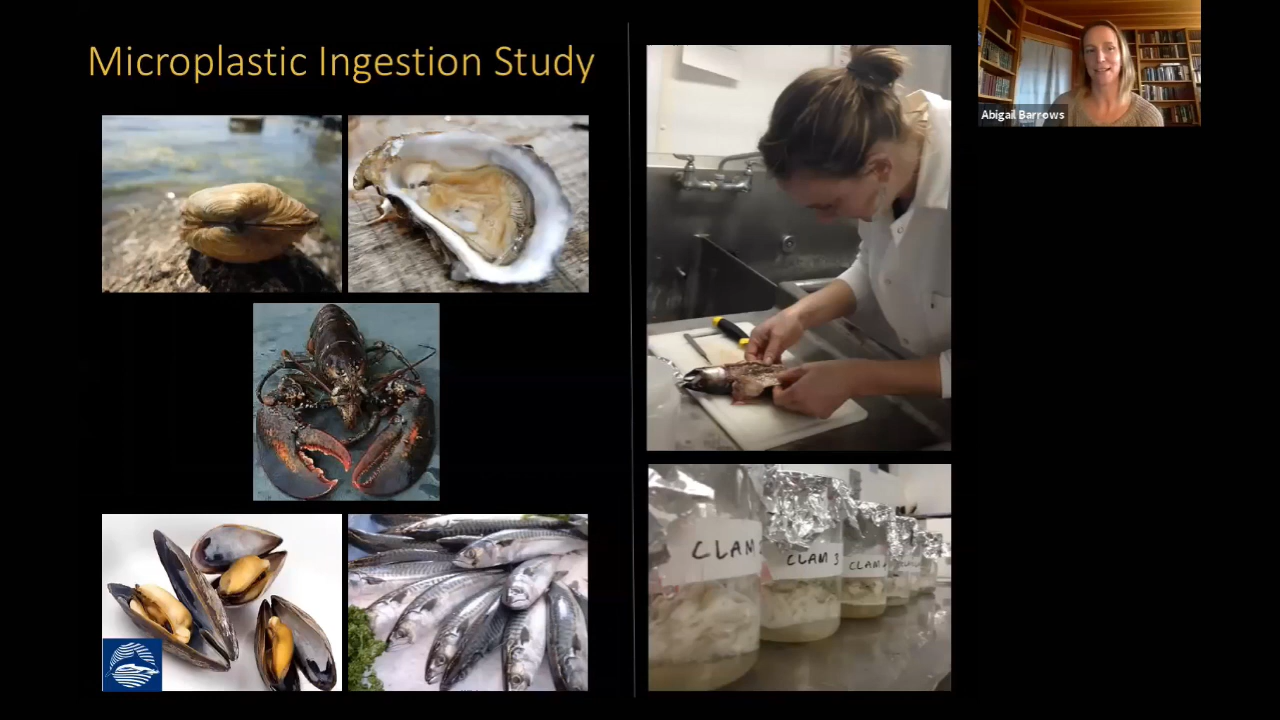 Microplastic Ingestion Study
Abigail Barrows
CLAM
CLAM 3
CLAM